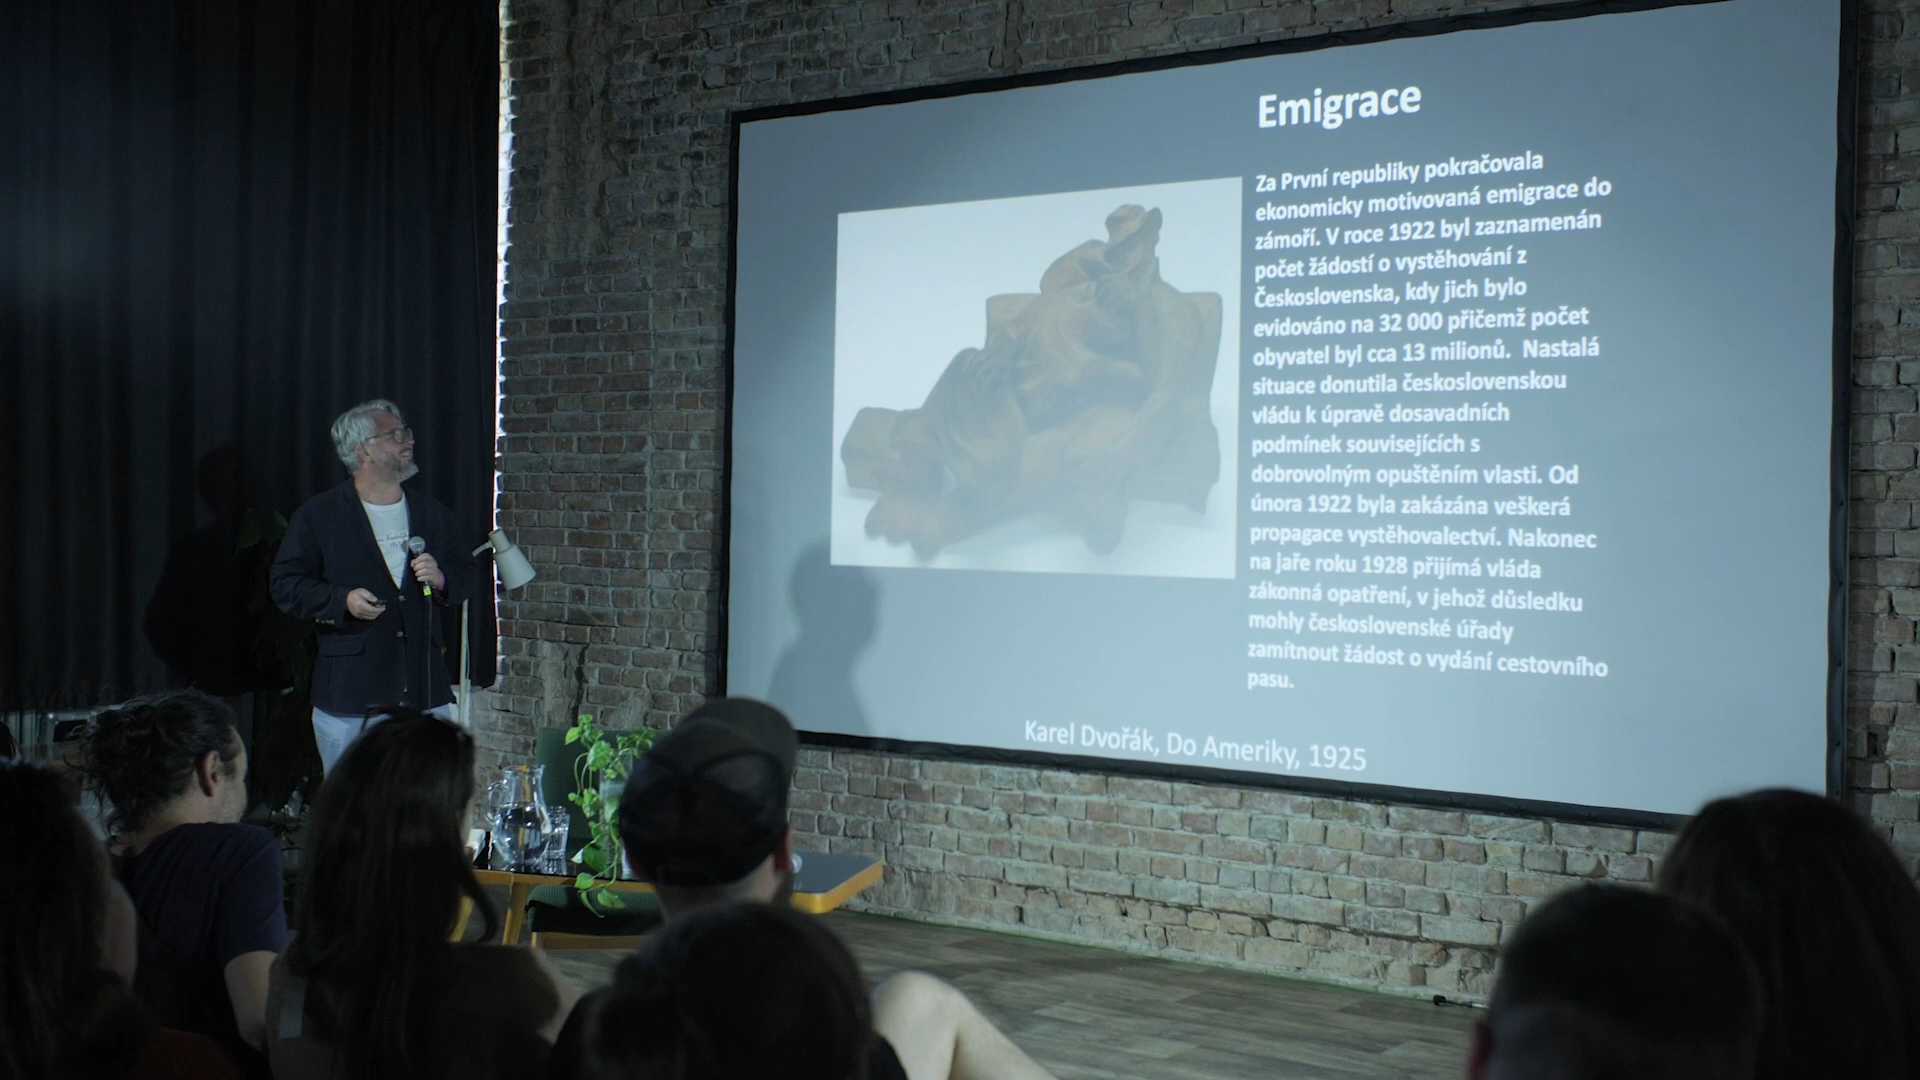 Emigrace
Za První republiky pokračovala
ekonomicky motivovaná emigrace do
zámoří. V roce 1922 byl zaznamenán
počet žádostí o vystěhování z
Československa, kdy jich bylo
evidováno na 32 000 přičemž počet
obyvatel byl cca 13 milionů. Nastalá
situace donutila československou
vládu k úpravě dosavadních
podmínek souvisejících s
dobrovolným opuštěním vlasti. Od
února 1922 byla zakázána veškerá
propagace vystěhovalectví. Nakonec
na jaře roku 1928 přijímá vláda
zákonná opatření, v jehož důsledku
mohly československé úřady
zamítnout žádost o vydání cestovního
pasu.
Karel Dvořák, Do Ameriky, 1925